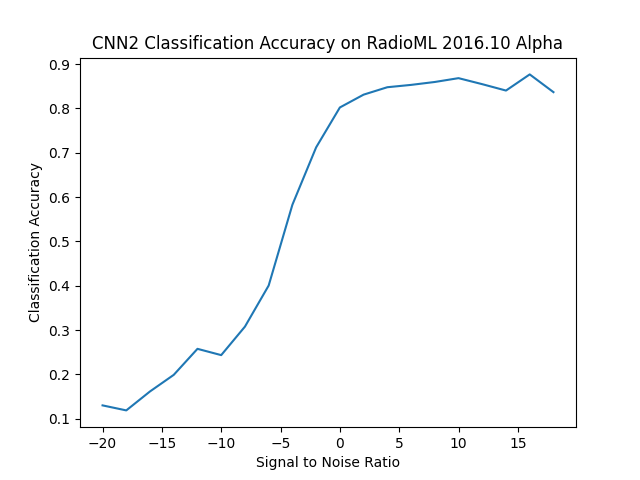 CNN2 Classification Accuracy on RadioML 2016.10 Alpha
0.9
0.8
0.7
0.6
0.5
0.4
0.3
0.2
0.1
Classification Accuracy
−20 −15 −10 −5 0 5 10 15
Signal to Noise Ratio